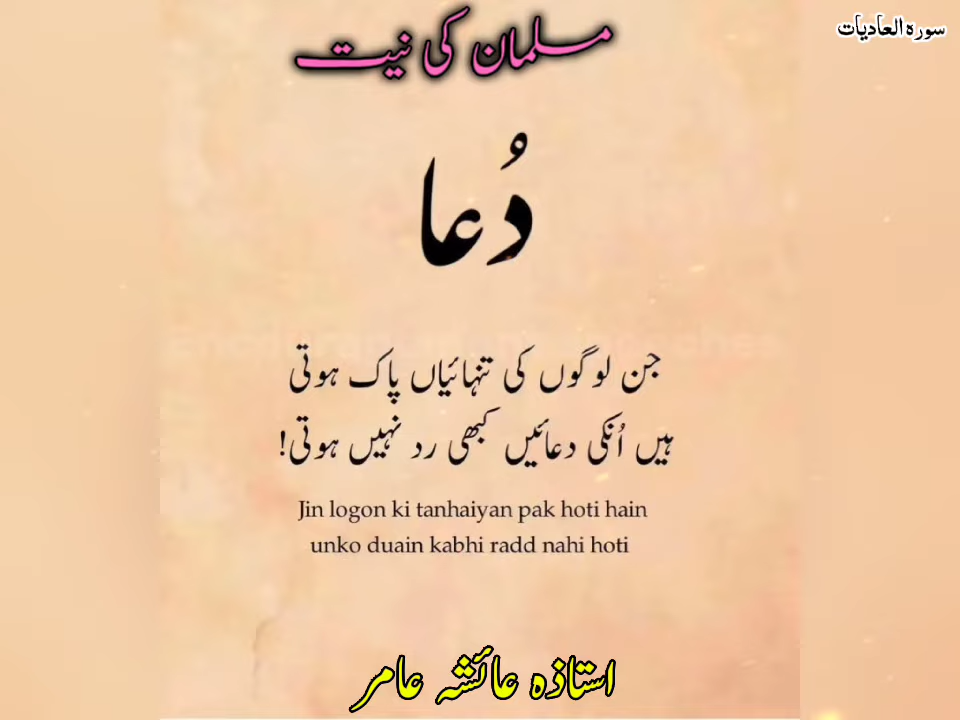 سورہ العادیات
مسلمان کی نیت
دُعا
جن لوگوں کی تنہائیاں پاک ہوتی
ہیں اُنکی دعائیں کبھی رد نہیں ہوتی!
Jin logon ki tanhaiyan pak hoti hain
unko duain kabhi radd nahi hoti
استاذہ عائشہ عامر